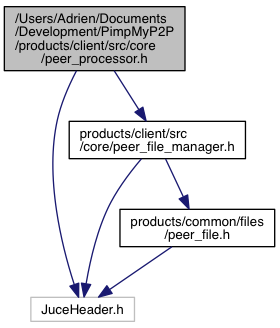 /Users/Adrien/Documents
/Development/PimpMyP2P
/products/client/src/core
/peer_processor.h
products/client/src
/core/peer_file_manager.h
products/common/files
/peer_file.h
JuceHeader.h